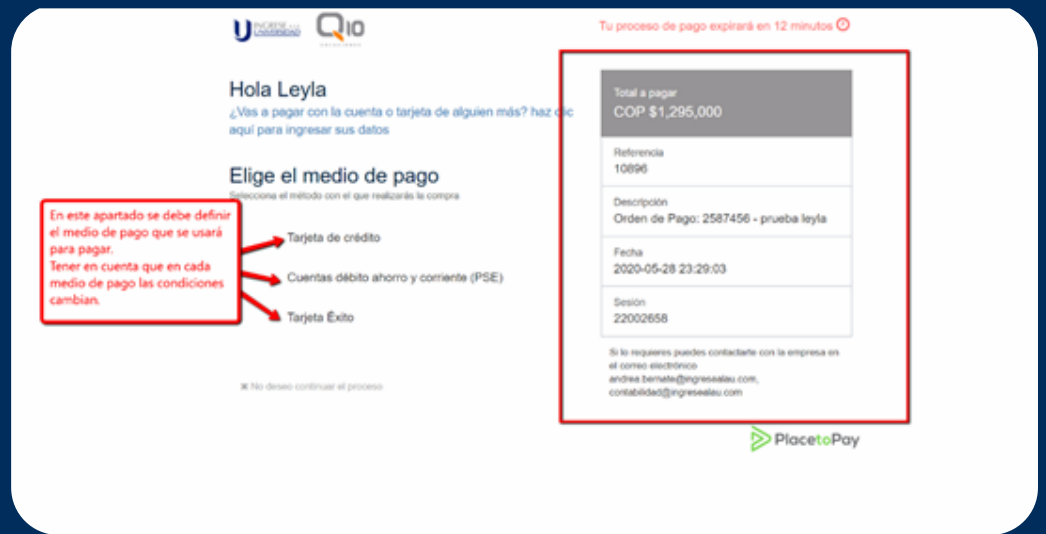 INGRESE A LA
UNIVERSIDAD
Q10
SOLUCIONES
Tu proceso de pago expirará en 12 minutos
Hola Leyla
¿Vas a pagar con la cuenta o tarjeta de alguien más? haz clic
aquí para ingresar sus datos
Elige el medio de pago
Selecciona el método con el que realizarás la compra
En este apartado se debe definir
el medio de pago que se usará
para pagar.
Tener en cuenta que en cada
medio de pago las condiciones
cambian.
Tarjeta de crédito
Cuentas débito ahorro y corriente (PSE)
Tarjeta Éxito
✖ No deseo continuar el proceso
Total a pagar
COP $1,295,000
Referencia
10896
Descripción
Orden de Pago: 2587456 - prueba leyla
Fecha
2020-05-28 23:29:03
Sesión
22002658
Si lo requieres puedes contactarte con la empresa en
el correo electrónico
andrea.bernate@ingresealau.com,
contabilidad@ingresealau.com
PlacetoPay